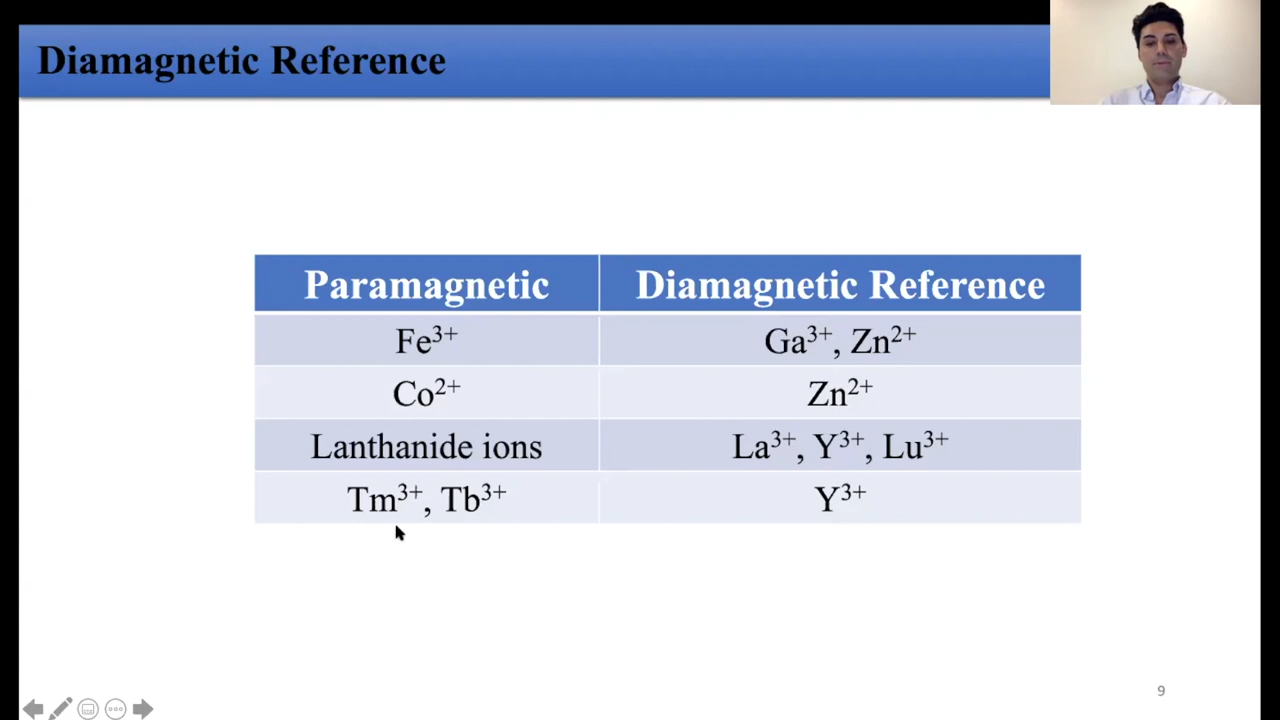 Diamagnetic Reference
Paramagnetic Diamagnetic Reference
Fe³⁺ Ga³⁺, Zn²⁺
Co²⁺ Zn²⁺
Lanthanide ions La³⁺, Y³⁺, Lu³⁺
Tm³⁺, Tb³⁺ Y³⁺
9